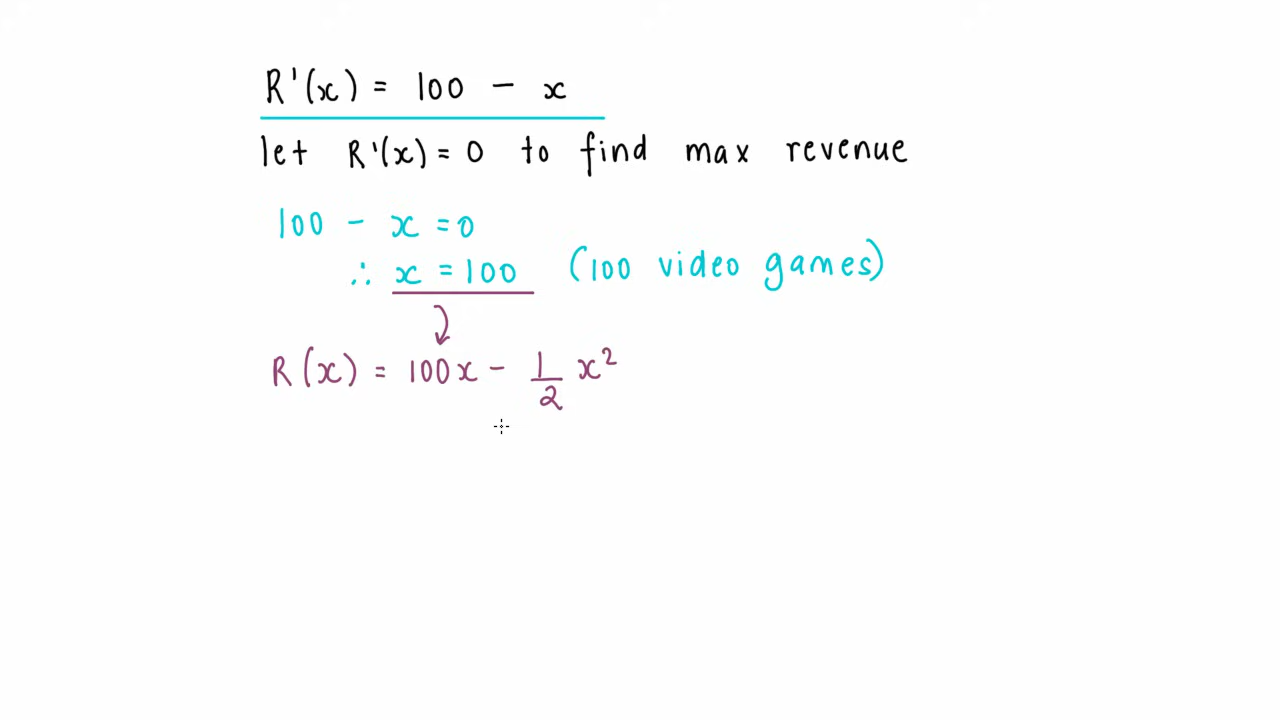 R'(x) = 100 - x
let R'(x) = 0 to find max revenue
100 - x = 0
∴ x = 100 (100 video games)
R(x) = 100x - 1/2 x²